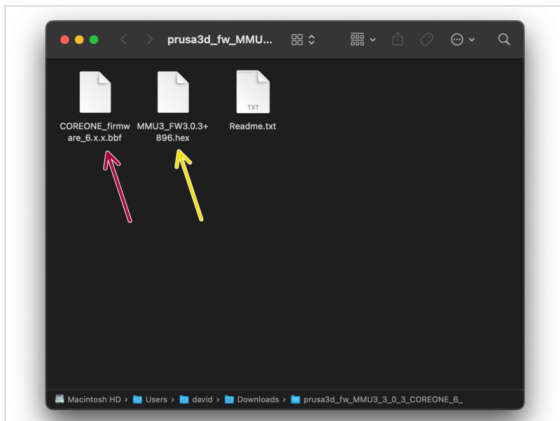 prusa3d_fw_MMU...
COREONE_firmw
are_6.x.x.bbf
MMU3_FW3.0.3+
896.hex
TXT
Readme.txt
Macintosh HD › Users › david › Downloads › prusa3d_fw_MMU3_3_0_3_COREONE_6_